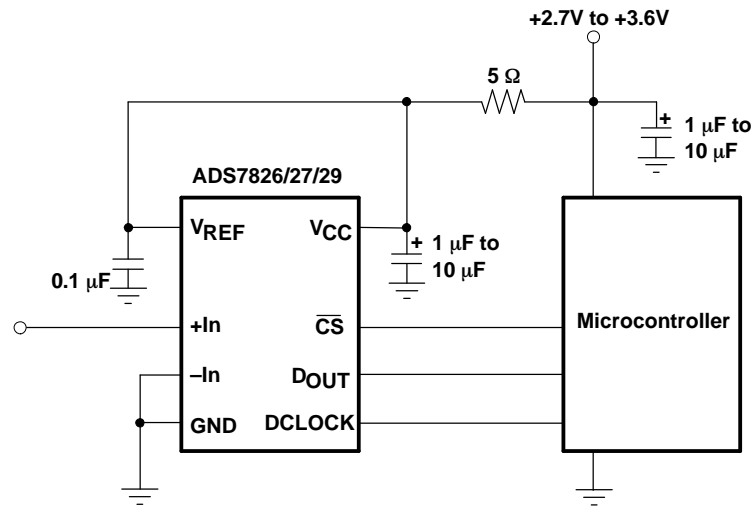 +2.7V to +3.6V
5 Ω
+ 1 μF to
10 μF
ADS7826/27/29
VREF
VCC
+ 1 μF to
10 μF
0.1 μF
+In
CS
Microcontroller
–In
DOUT
GND
DCLOCK